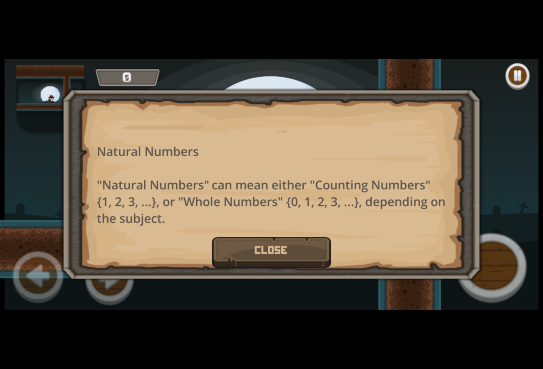 0
Natural Numbers
"Natural Numbers" can mean either "Counting Numbers"
{1, 2, 3, ...}, or "Whole Numbers" {0, 1, 2, 3, ...}, depending on
the subject.
CLOSE